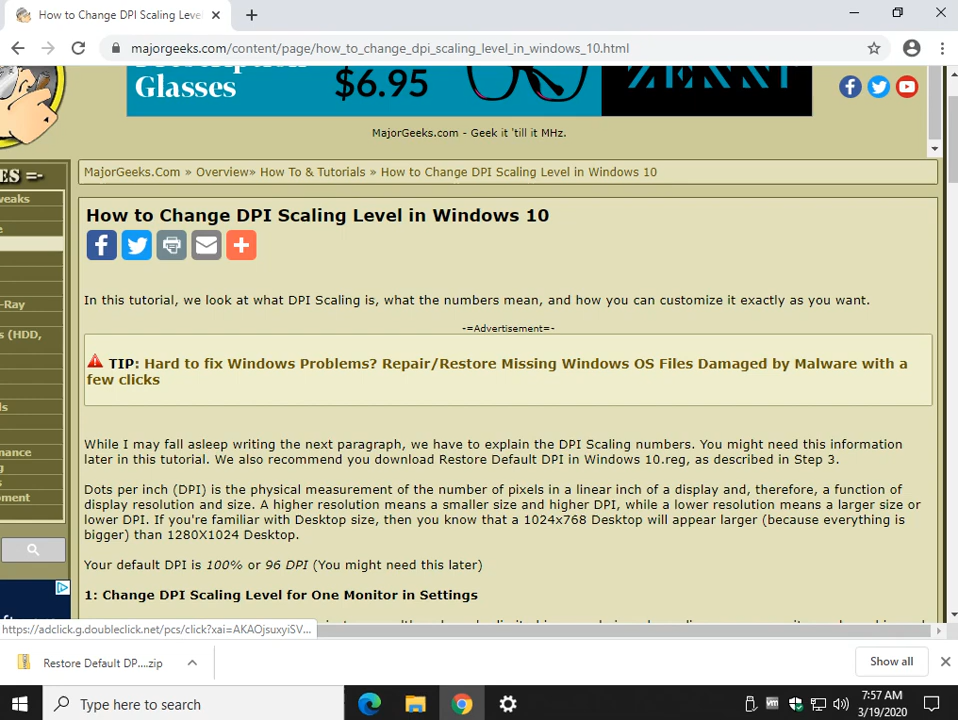 How to Change DPI Scaling Leve
majorgeeks.com/content/page/how_to_change_dpi_scaling_level_in_windows_10.html
Glasses
$6.95
ZENNI
MajorGeeks.com - Geek it 'till it MHz.
ES =-
weaks
MajorGeeks.Com » Overview» How To & Tutorials » How to Change DPI Scaling Level in Windows 10
How to Change DPI Scaling Level in Windows 10
-Ray
s (HDD,
ls
nance
g
s
pment
In this tutorial, we look at what DPI Scaling is, what the numbers mean, and how you can customize it exactly as you want.
-=Advertisement=-
TIP: Hard to fix Windows Problems? Repair/Restore Missing Windows OS Files Damaged by Malware with a
few clicks
While I may fall asleep writing the next paragraph, we have to explain the DPI Scaling numbers. You might need this information
later in this tutorial. We also recommend you download Restore Default DPI in Windows 10.reg, as described in Step 3.
Dots per inch (DPI) is the physical measurement of the number of pixels in a linear inch of a display and, therefore, a function of
display resolution and size. A higher resolution means a smaller size and higher DPI, while a lower resolution means a larger size or
lower DPI. If you're familiar with Desktop size, then you know that a 1024x768 Desktop will appear larger (because everything is
bigger) than 1280X1024 Desktop.
Your default DPI is 100% or 96 DPI (You might need this later)
1: Change DPI Scaling Level for One Monitor in Settings
https://adclick.g.doubleclick.net/pcs/click?xai=AKAOjsuxyiSV...
Restore Default DP....zip
Show all
Type here to search
vm
7:57 AM
3/19/2020